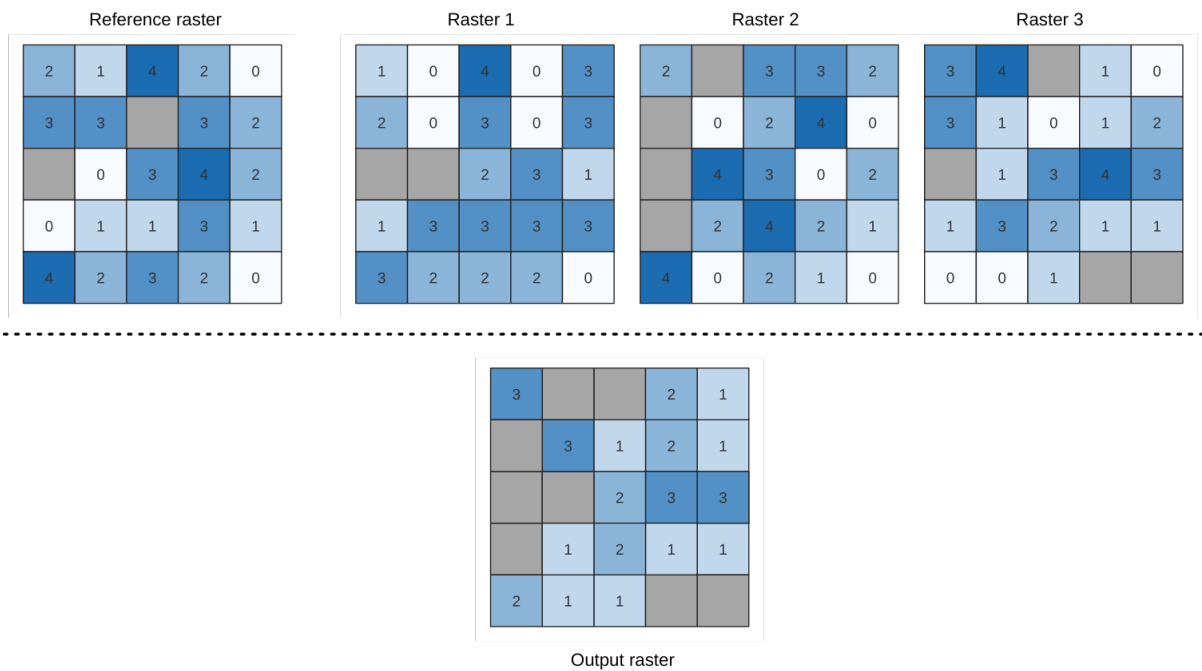 Reference raster Raster 1 Raster 2 Raster 3
2 1 4 2 0 1 0 4 0 3 2 3 3 2 3 4 1 0
3 3 3 2 2 0 3 0 3 0 2 4 0 3 1 0 1 2
0 3 4 2 2 3 1 4 3 0 2 1 3 4 3
0 1 1 3 1 1 3 3 3 3 2 4 2 1 1 3 2 1 1
4 2 3 2 0 3 2 2 2 0 4 0 2 1 0 0 0 1
3 2 1
3 1 2 1
2 3 3
1 2 1 1
2 1 1
Output raster